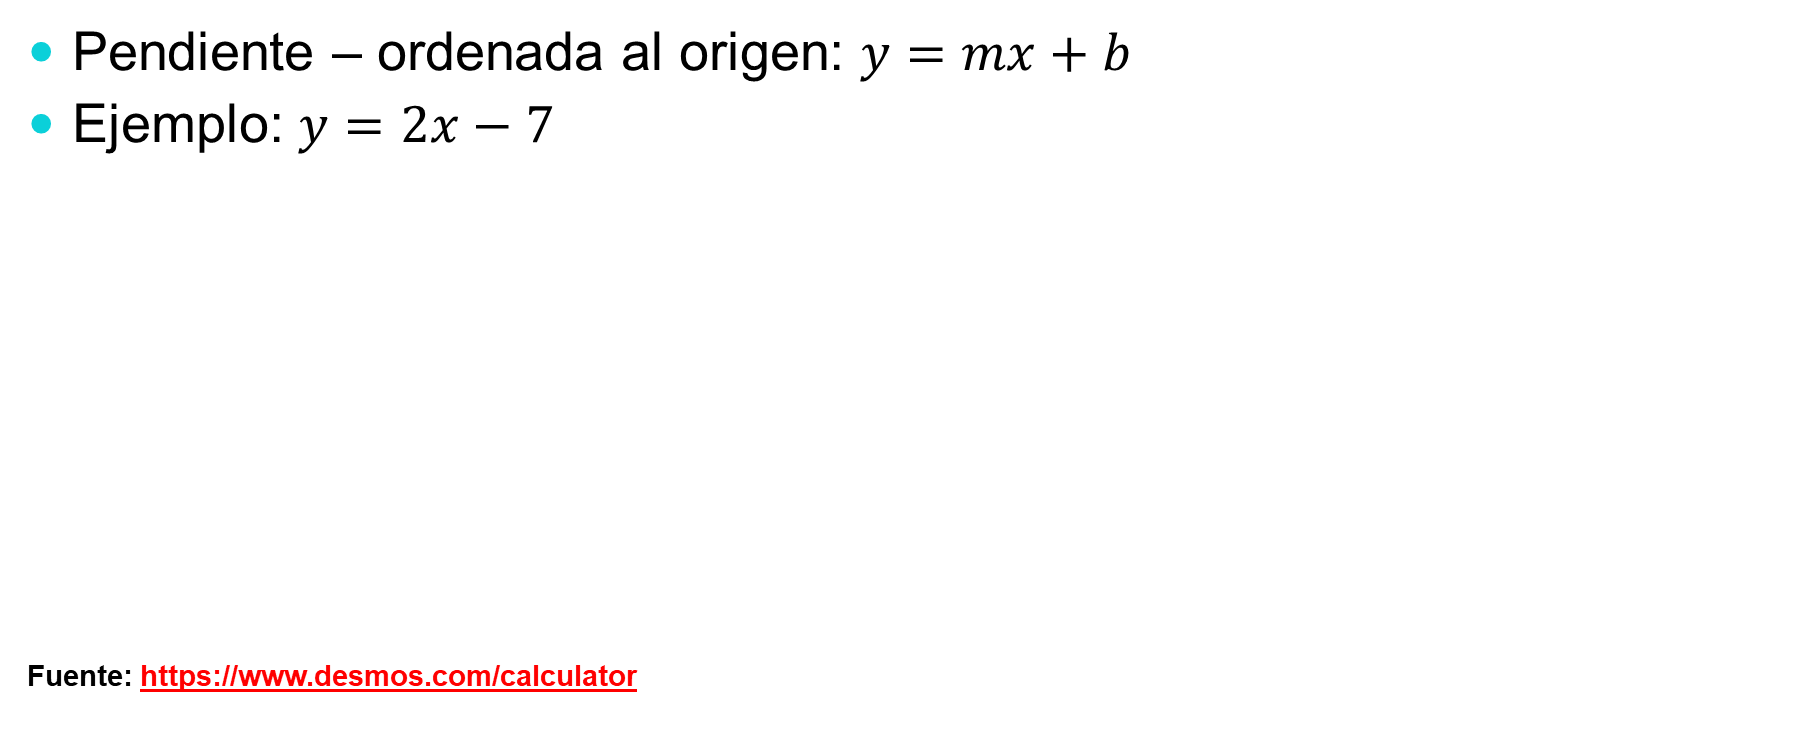 • Pendiente – ordenada al origen: 𝑦 = 𝑚𝑥 + 𝑏
• Ejemplo: 𝑦 = 2𝑥 − 7
Fuente: https://www.desmos.com/calculator